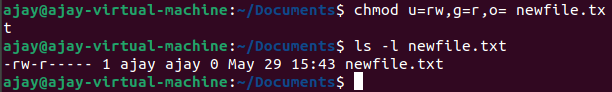 ajay@ajay-virtual-machine:~/Documents$ chmod u=rw,g=r,o= newfile.tx
t
ajay@ajay-virtual-machine:~/Documents$ ls -l newfile.txt
-rw-r----- 1 ajay ajay 0 May 29 15:43 newfile.txt
ajay@ajay-virtual-machine:~/Documents$